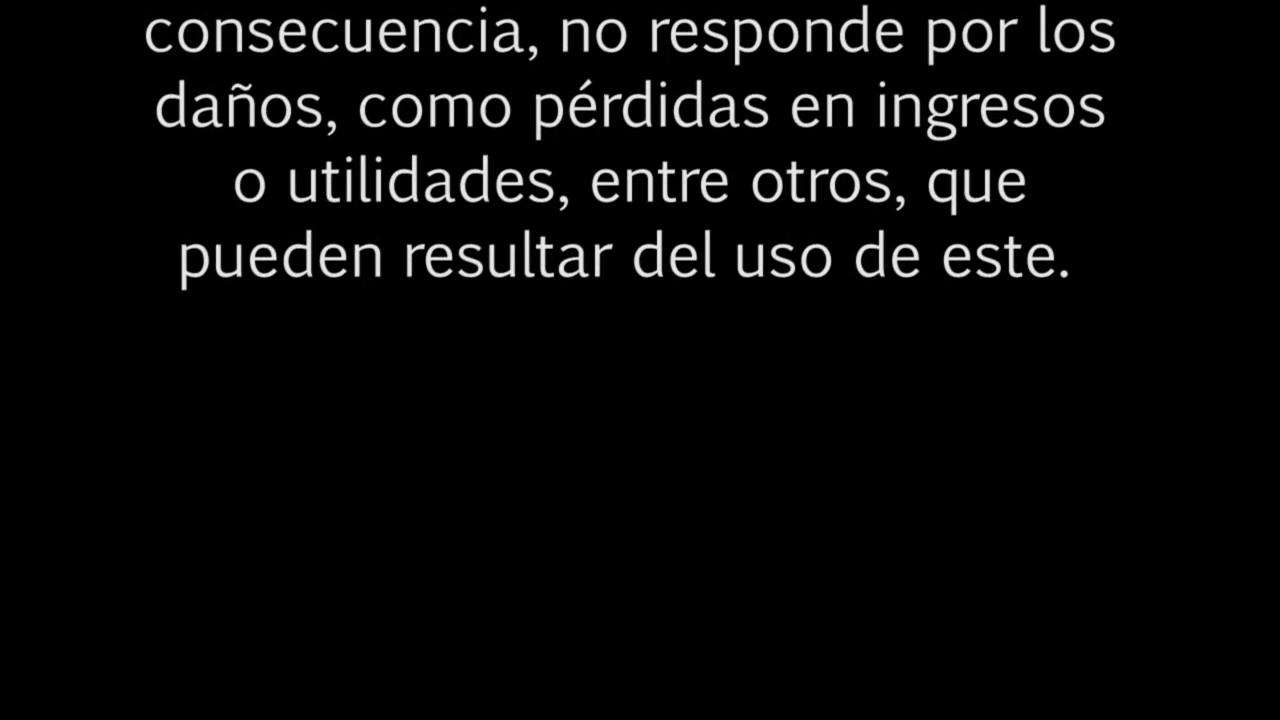 consecuencia, no responde por los
daños, como pérdidas en ingresos
o utilidades, entre otros, que
pueden resultar del uso de este.